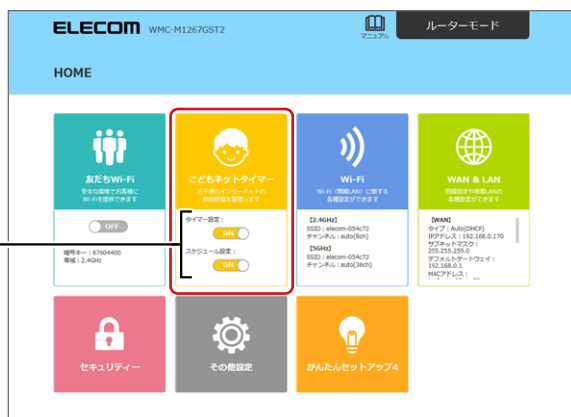 ELECOM WMC-M1267GST2
マニュアル
ルーターモード
HOME
友だちWi-Fi
安全な環境でお客様に
Wi-Fiを提供できます
OFF
暗号キー : 67604400
帯域 : 2.4GHz
こどもネットタイマー
お子様のインターネットの
接続時間を管理します
タイマー設定 :
ON
スケジュール設定 :
ON
Wi-Fi
Wi-Fi（無線LAN）に関する
各種設定ができます
【2.4GHz】
SSID : elecom-054c72
チャンネル : auto(8ch)
【5GHz】
SSID : elecom-054c72
チャンネル : auto(36ch)
WAN & LAN
回線設定や有線LANの
各種設定ができます
【WAN】
タイプ : Auto(DHCP)
IPアドレス : 192.168.0.170
サブネットマスク :
255.255.255.0
デフォルトゲートウェイ :
192.168.0.1
MACアドレス :
セキュリティー
その他設定
かんたんセットアップ4